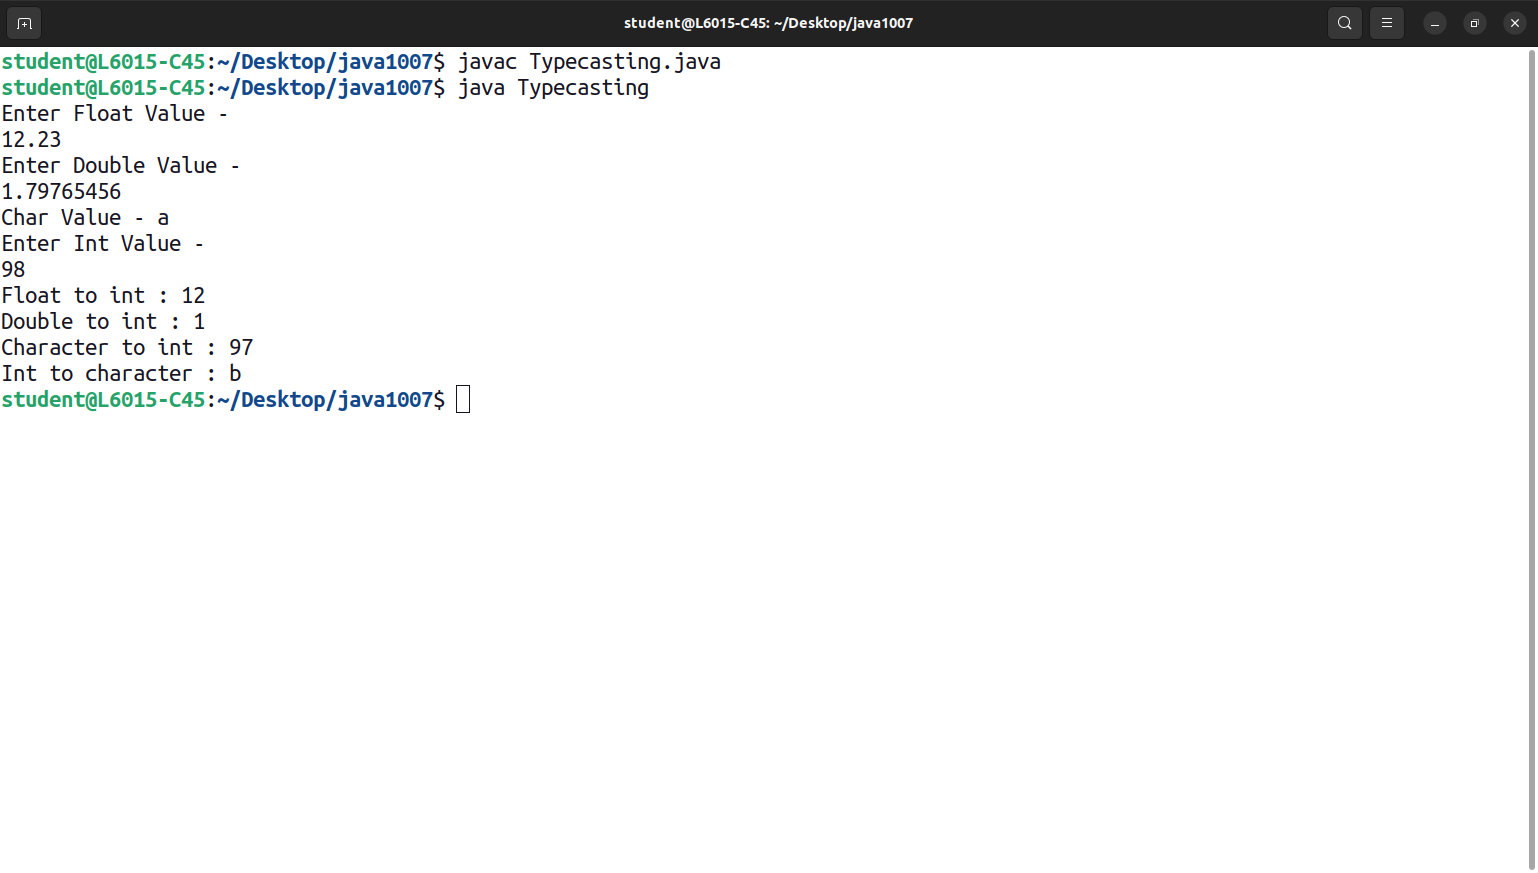 student@L6015-C45: ~/Desktop/java1007
student@L6015-C45:~/Desktop/java1007$ javac Typecasting.java
student@L6015-C45:~/Desktop/java1007$ java Typecasting
Enter Float Value -
12.23
Enter Double Value -
1.79765456
Char Value - a
Enter Int Value -
98
Float to int : 12
Double to int : 1
Character to int : 97
Int to character : b
student@L6015-C45:~/Desktop/java1007$